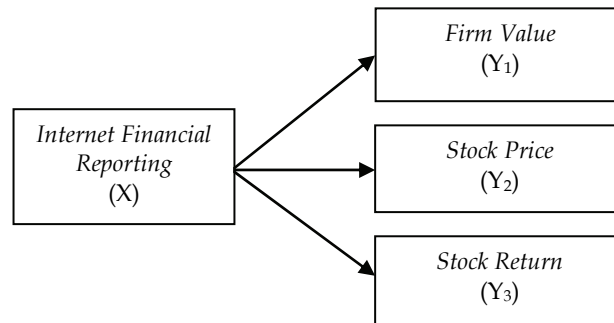 Internet Financial
Reporting
(X)
Firm Value
(Y₁)
Stock Price
(Y₂)
Stock Return
(Y₃)